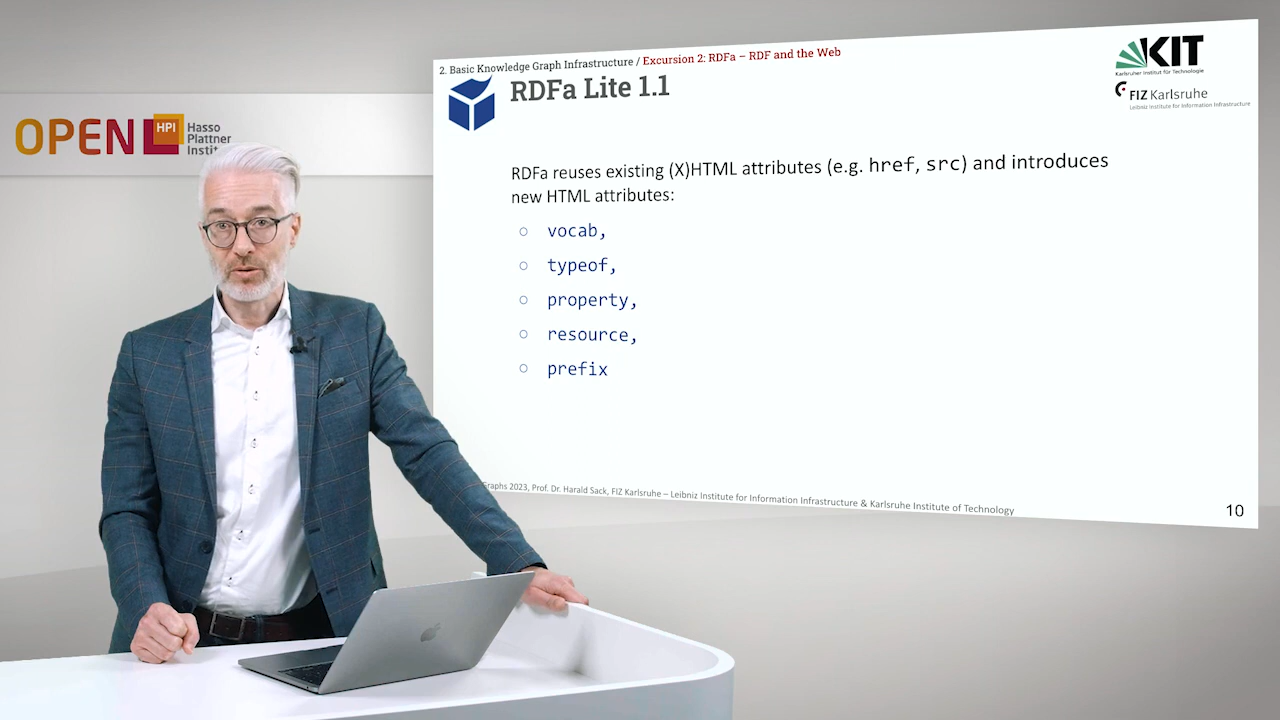 2. Basic Knowledge Graph Infrastructure / Excursion 2: RDFa – RDF and the Web
RDFa Lite 1.1
KIT
Karlsruher Institut für Technologie
FIZ Karlsruhe
Leibniz Institute for Information Infrastructure
OPEN HPI
Hasso
Plattner
Instit
RDFa reuses existing (X)HTML attributes (e.g. href, src) and introduces
new HTML attributes:
○ vocab,
○ typeof,
○ property,
○ resource,
○ prefix
Graphs 2023, Prof. Dr. Harald Sack, FIZ Karlsruhe – Leibniz Institute for Information Infrastructure & Karlsruhe Institute of Technology
10